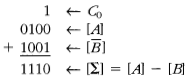 1 ← C₀
0100 ← [A]
+ 1001 ← [B̅]
1110 ← [Σ] = [A] − [B]